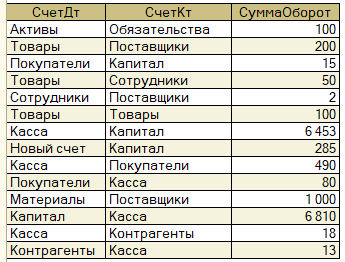 СчетДт СчетКт СуммаОборот
Активы Обязательства 100
Товары Поставщики 200
Покупатели Капитал 15
Товары Сотрудники 50
Сотрудники Поставщики 2
Товары Товары 100
Касса Капитал 6 453
Новый счет Капитал 285
Касса Покупатели 490
Покупатели Касса 80
Материалы Поставщики 1 000
Капитал Касса 6 810
Касса Контрагенты 18
Контрагенты Касса 13